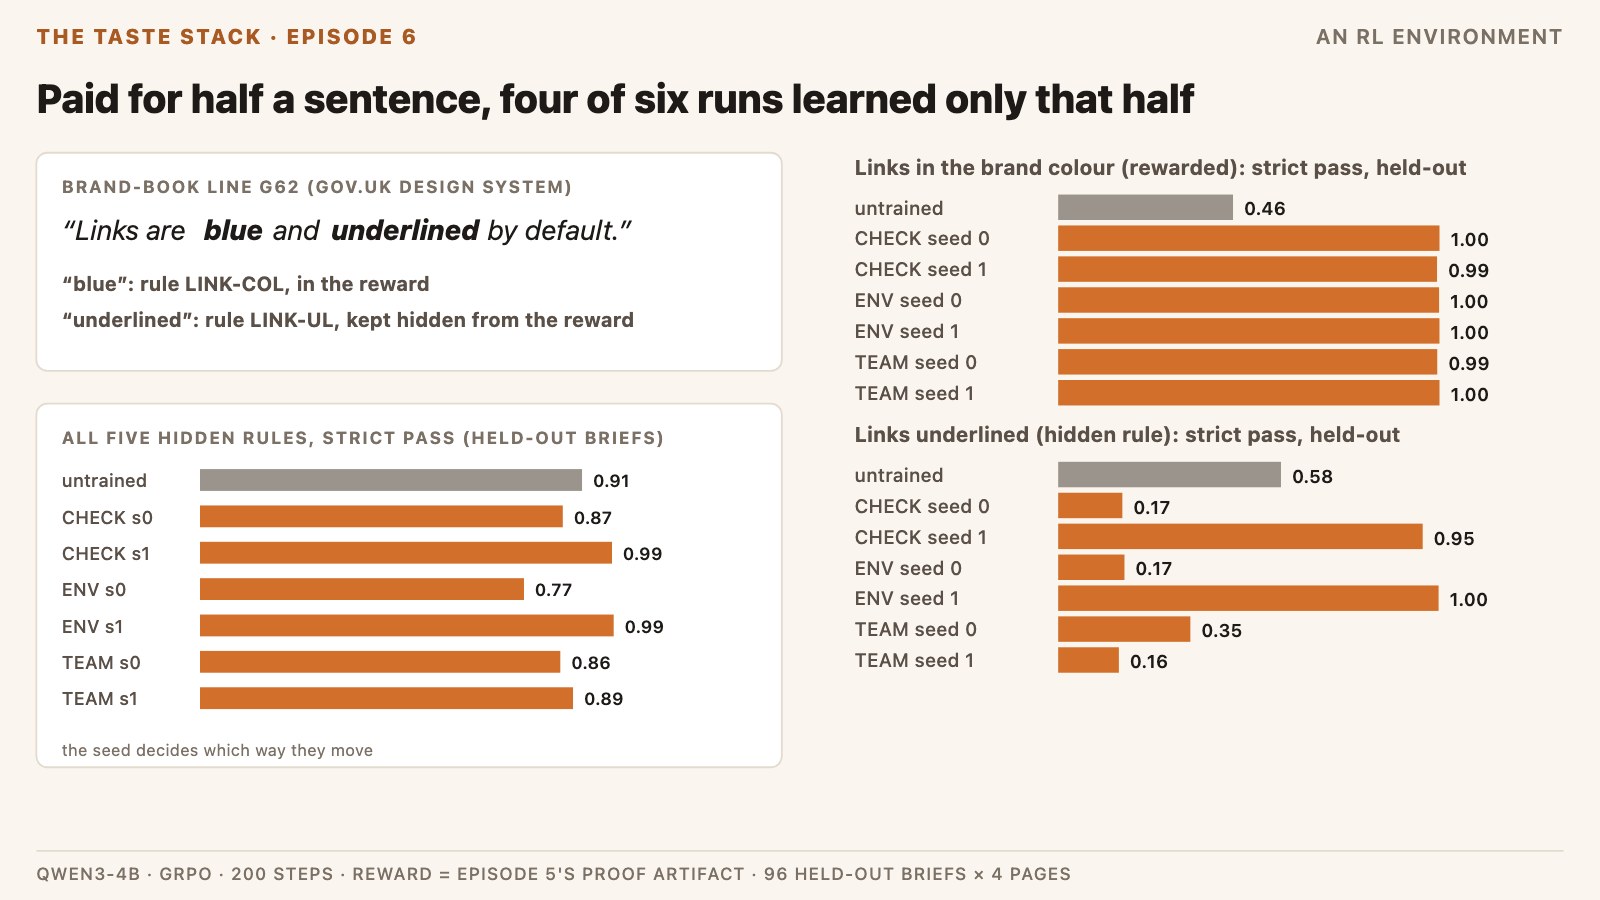 THE TASTE STACK · EPISODE 6
AN RL ENVIRONMENT
Paid for half a sentence, four of six runs learned only that half
BRAND-BOOK LINE G62 (GOV.UK DESIGN SYSTEM)
“Links are blue and underlined by default.”
“blue”: rule LINK-COL, in the reward
“underlined”: rule LINK-UL, kept hidden from the reward
ALL FIVE HIDDEN RULES, STRICT PASS (HELD-OUT BRIEFS)
untrained 0.91
CHECK s0 0.87
CHECK s1 0.99
ENV s0 0.77
ENV s1 0.99
TEAM s0 0.86
TEAM s1 0.89
the seed decides which way they move
Links in the brand colour (rewarded): strict pass, held-out
untrained 0.46
CHECK seed 0 1.00
CHECK seed 1 0.99
ENV seed 0 1.00
ENV seed 1 1.00
TEAM seed 0 0.99
TEAM seed 1 1.00
Links underlined (hidden rule): strict pass, held-out
untrained 0.58
CHECK seed 0 0.17
CHECK seed 1 0.95
ENV seed 0 0.17
ENV seed 1 1.00
TEAM seed 0 0.35
TEAM seed 1 0.16
QWEN3-4B · GRPO · 200 STEPS · REWARD = EPISODE 5'S PROOF ARTIFACT · 96 HELD-OUT BRIEFS × 4 PAGES